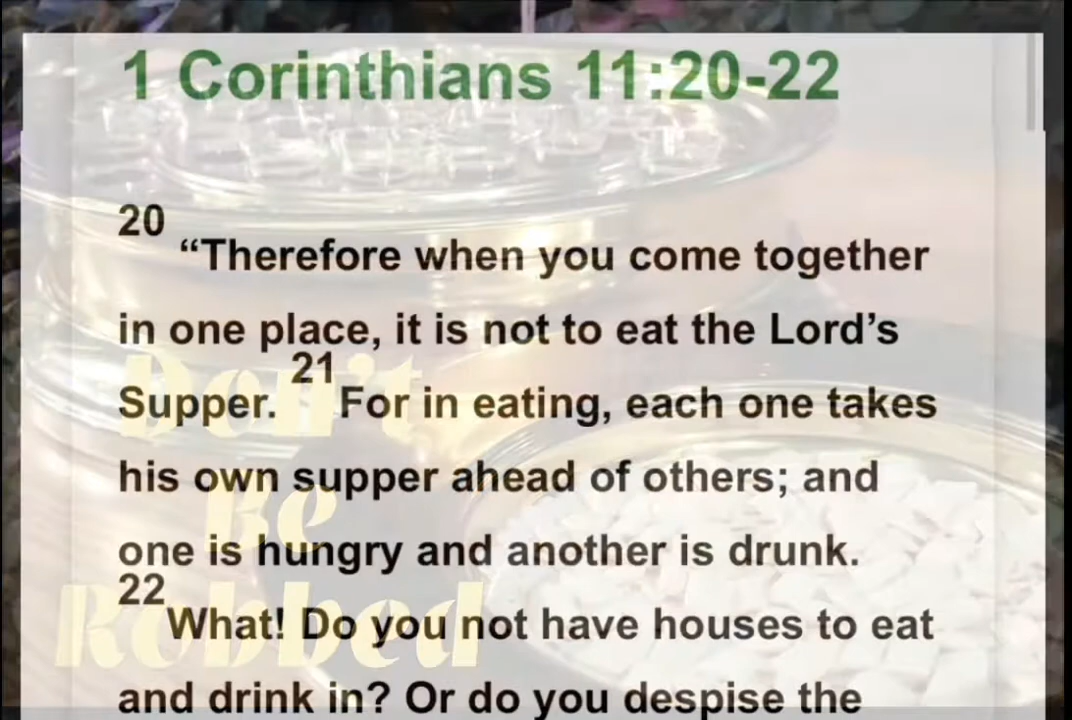 1 Corinthians 11:20-22
20 “Therefore when you come together
in one place, it is not to eat the Lord’s
Supper. 21 For in eating, each one takes
his own supper ahead of others; and
one is hungry and another is drunk.
22 What! Do you not have houses to eat
and drink in? Or do you despise the
Don't
Be
Robbed